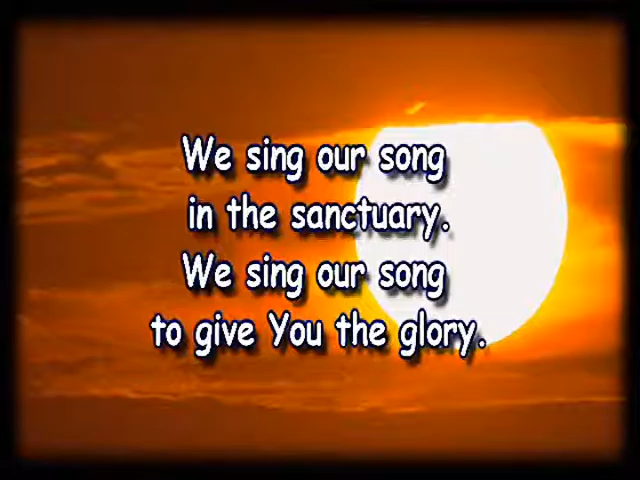 We sing our song
in the sanctuary.
We sing our song
to give You the glory.